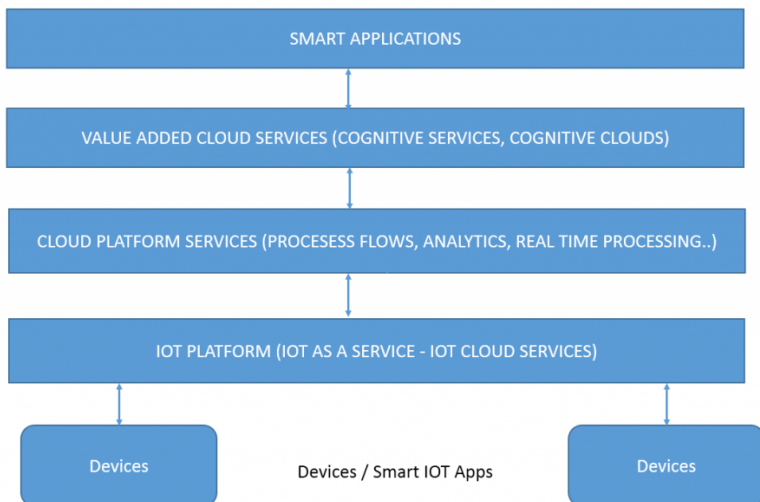 SMART APPLICATIONS
VALUE ADDED CLOUD SERVICES (COGNITIVE SERVICES, COGNITIVE CLOUDS)
CLOUD PLATFORM SERVICES (PROCESESS FLOWS, ANALYTICS, REAL TIME PROCESSING..)
IOT PLATFORM (IOT AS A SERVICE - IOT CLOUD SERVICES)
Devices
Devices / Smart IOT Apps
Devices